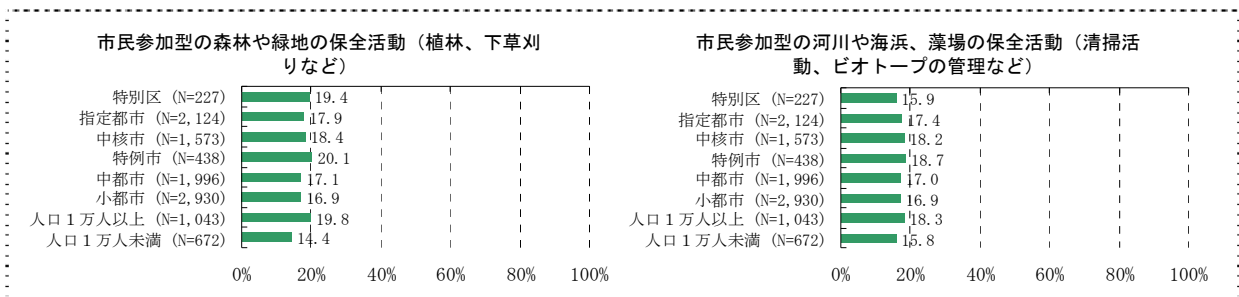 市民参加型の森林や緑地の保全活動（植林、下草刈
りなど）
特別区 (N=227) 19.4
指定都市 (N=2,124) 17.9
中核市 (N=1,573) 18.4
特例市 (N=438) 20.1
中都市 (N=1,996) 17.1
小都市 (N=2,930) 16.9
人口１万人以上 (N=1,043) 19.8
人口１万人未満 (N=672) 14.4
0% 20% 40% 60% 80% 100%
市民参加型の河川や海浜、藻場の保全活動（清掃活
動、ビオトープの管理など）
特別区 (N=227) 15.9
指定都市 (N=2,124) 17.4
中核市 (N=1,573) 18.2
特例市 (N=438) 18.7
中都市 (N=1,996) 17.0
小都市 (N=2,930) 16.9
人口１万人以上 (N=1,043) 18.3
人口１万人未満 (N=672) 15.8
0% 20% 40% 60% 80% 100%